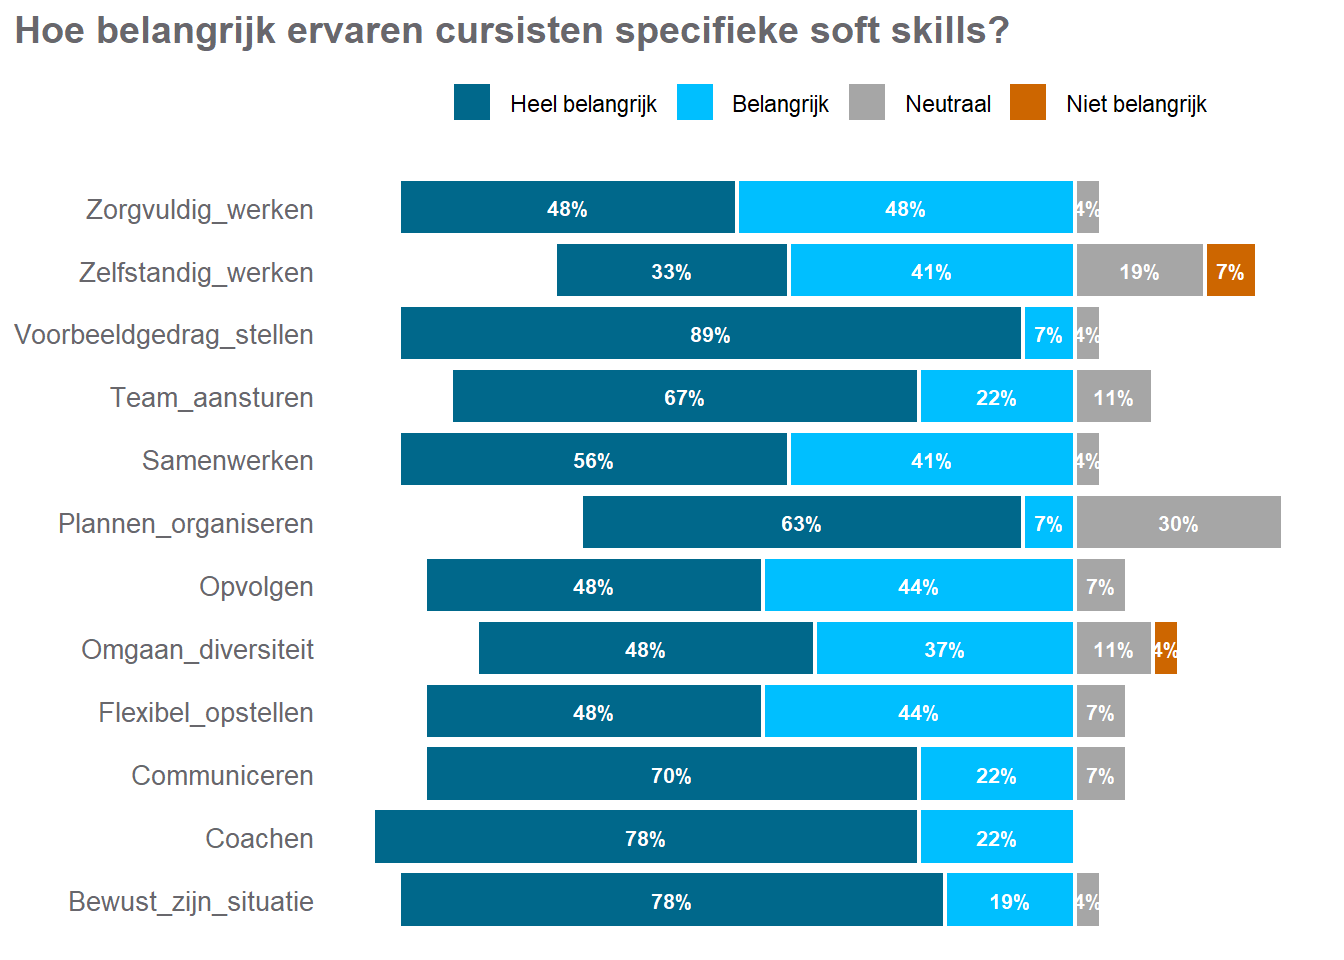 Hoe belangrijk ervaren cursisten specifieke soft skills?
Heel belangrijk Belangrijk Neutraal Niet belangrijk
Zorgvuldig_werken 48% 48% 4%
Zelfstandig_werken 33% 41% 19% 7%
Voorbeeldgedrag_stellen 89% 7% 4%
Team_aansturen 67% 22% 11%
Samenwerken 56% 41% 4%
Plannen_organiseren 63% 7% 30%
Opvolgen 48% 44% 7%
Omgaan_diversiteit 48% 37% 11% 4%
Flexibel_opstellen 48% 44% 7%
Communiceren 70% 22% 7%
Coachen 78% 22%
Bewust_zijn_situatie 78% 19% 4%